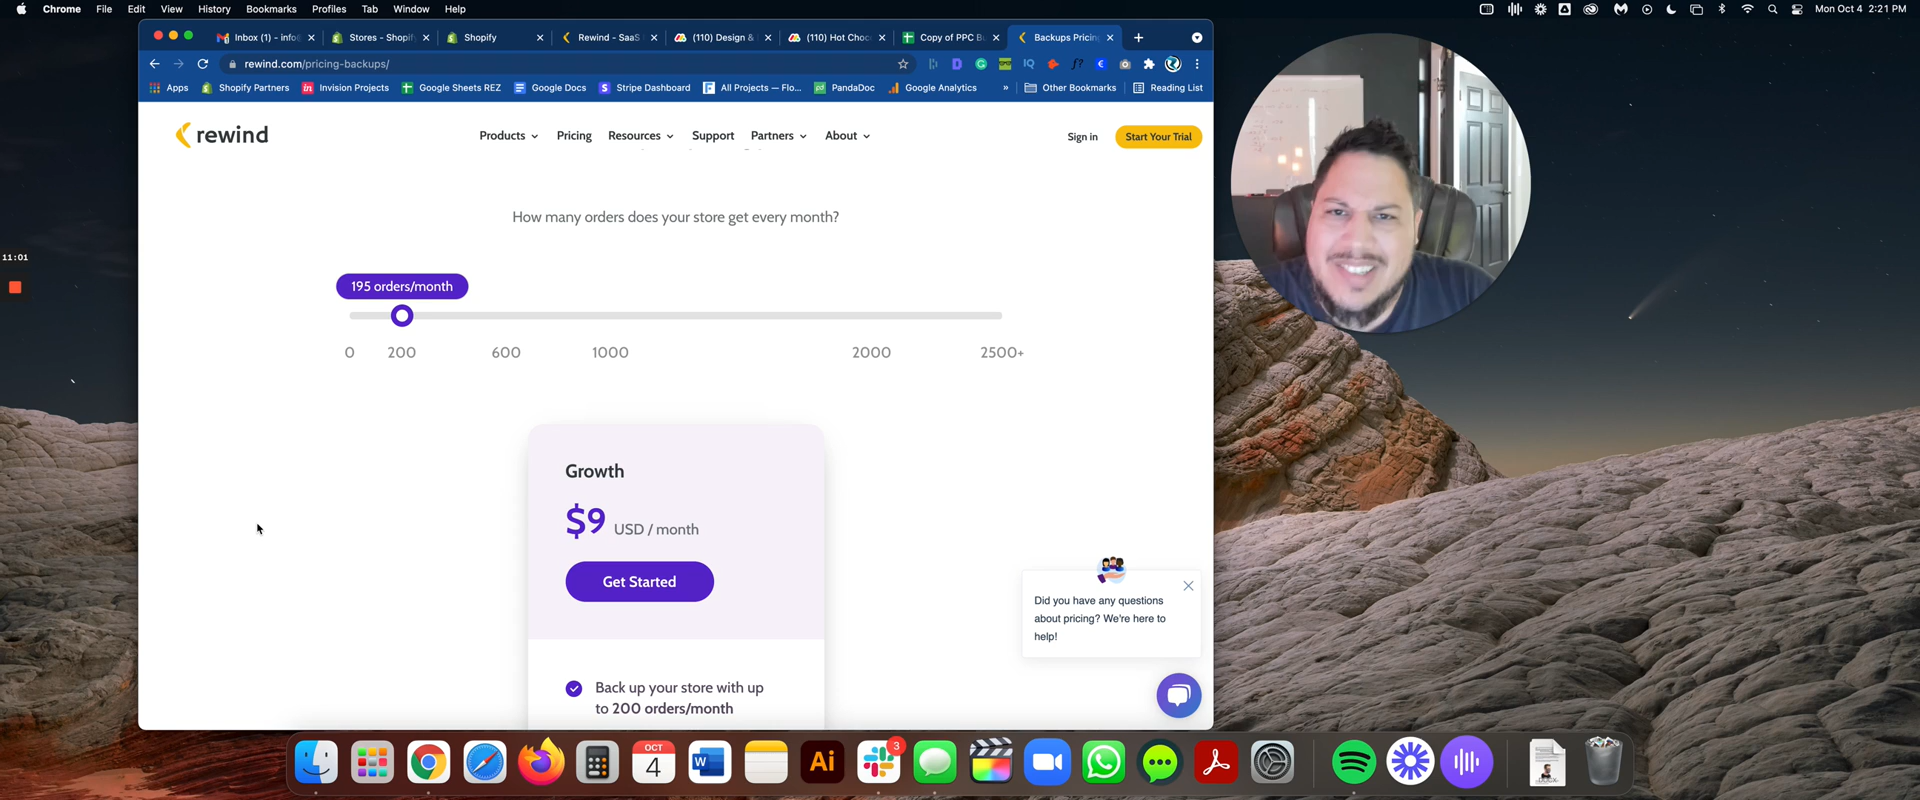 Chrome File Edit View History Bookmarks Profiles Tab Window Help
Mon Oct 4 2:21 PM
Inbox (1) - info
Stores - Shopif
Shopify
Rewind - SaaS
(110) Design &
(110) Hot Choc
Copy of PPC B
Backups Pricin
rewind.com/pricing-backups/
Apps
Shopify Partners
Invision Projects
Google Sheets REZ
Google Docs
Stripe Dashboard
All Projects — Flo...
PandaDoc
Google Analytics
»
Other Bookmarks
Reading List
rewind
Products
Pricing
Resources
Support
Partners
About
Sign in
Start Your Trial
How many orders does your store get every month?
11:01
195 orders/month
0 200 600 1000 2000 2500+
Growth
$9 USD / month
Get Started
Did you have any questions
about pricing? We're here to
help!
Back up your store with up
to 200 orders/month
OCT
4
W
Ai
3
DOCX